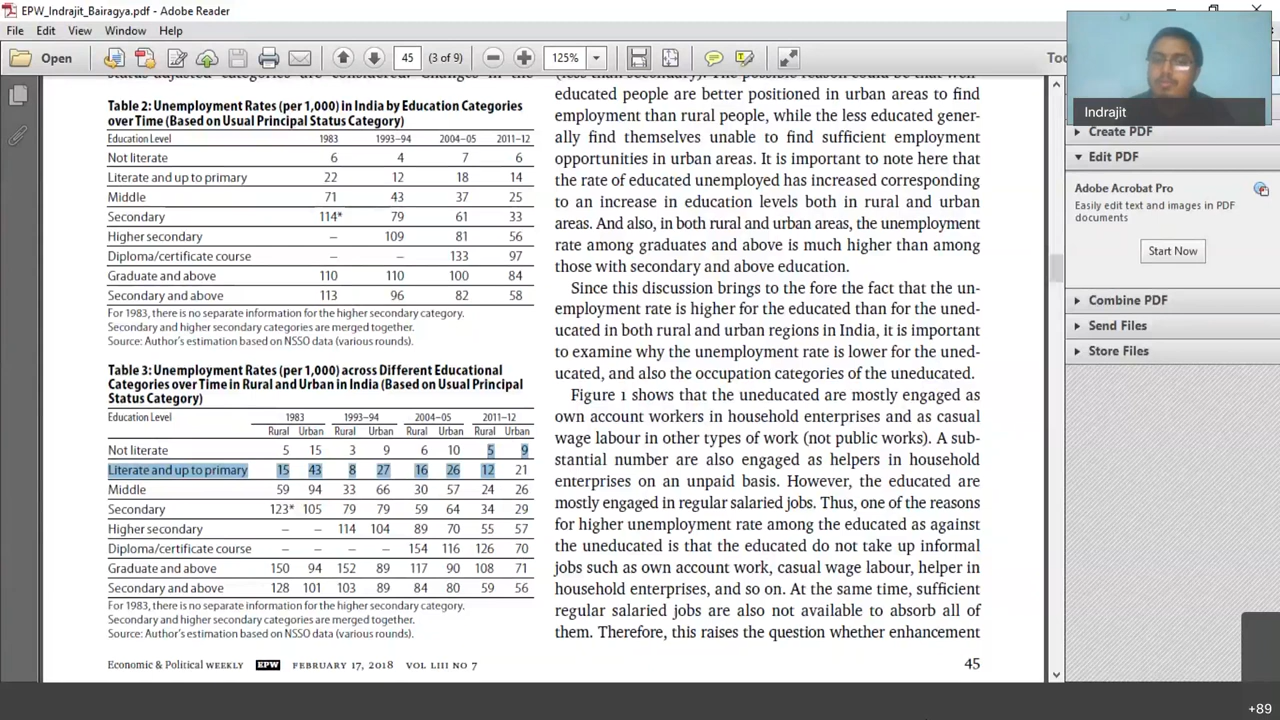 EPW_Indrajit_Bairagya.pdf - Adobe Reader
File Edit View Window Help
Open 45 (3 of 9) 125%
status-adjusted categories are considered. Changes in the
Table 2: Unemployment Rates (per 1,000) in India by Education Categories
over Time (Based on Usual Principal Status Category)
Education Level 1983 1993–94 2004–05 2011–12
Not literate 6 4 7 6
Literate and up to primary 22 12 18 14
Middle 71 43 37 25
Secondary 114* 79 61 33
Higher secondary – 109 81 56
Diploma/certificate course – – 133 97
Graduate and above 110 110 100 84
Secondary and above 113 96 82 58
For 1983, there is no separate information for the higher secondary category.
Secondary and higher secondary categories are merged together.
Source: Author's estimation based on NSSO data (various rounds).
Table 3: Unemployment Rates (per 1,000) across Different Educational
Categories over Time in Rural and Urban in India (Based on Usual Principal
Status Category)
Education Level 1983 1993–94 2004–05 2011–12
Rural Urban Rural Urban Rural Urban Rural Urban
Not literate 5 15 3 9 6 10 5 9
Literate and up to primary 15 43 8 27 16 26 12 21
Middle 59 94 33 66 30 57 24 26
Secondary 123* 105 79 79 59 64 34 29
Higher secondary – – 114 104 89 70 55 57
Diploma/certificate course – – – – 154 116 126 70
Graduate and above 150 94 152 89 117 90 108 71
Secondary and above 128 101 103 89 84 80 59 56
For 1983, there is no separate information for the higher secondary category.
Secondary and higher secondary categories are merged together.
Source: Author's estimation based on NSSO data (various rounds).
(less than secondary). The possible reason could be that well-
educated people are better positioned in urban areas to find
employment than rural people, while the less educated gener-
ally find themselves unable to find sufficient employment
opportunities in urban areas. It is important to note here that
the rate of educated unemployed has increased corresponding
to an increase in education levels both in rural and urban
areas. And also, in both rural and urban areas, the unemployment
rate among graduates and above is much higher than among
those with secondary and above education.
Since this discussion brings to the fore the fact that the un-
employment rate is higher for the educated than for the uned-
ucated in both rural and urban regions in India, it is important
to examine why the unemployment rate is lower for the uned-
ucated, and also the occupation categories of the uneducated.
Figure 1 shows that the uneducated are mostly engaged as
own account workers in household enterprises and as casual
wage labour in other types of work (not public works). A sub-
stantial number are also engaged as helpers in household
enterprises on an unpaid basis. However, the educated are
mostly engaged in regular salaried jobs. Thus, one of the reasons
for higher unemployment rate among the educated as against
the uneducated is that the educated do not take up informal
jobs such as own account work, casual wage labour, helper in
household enterprises, and so on. At the same time, sufficient
regular salaried jobs are also not available to absorb all of
them. Therefore, this raises the question whether enhancement
Economic & Political WEEKLY EPW FEBRUARY 17, 2018 VOL LIII NO 7
45
Indrajit
Create PDF
Edit PDF
Adobe Acrobat Pro
Easily edit text and images in PDF
documents
Start Now
Combine PDF
Send Files
Store Files
+89